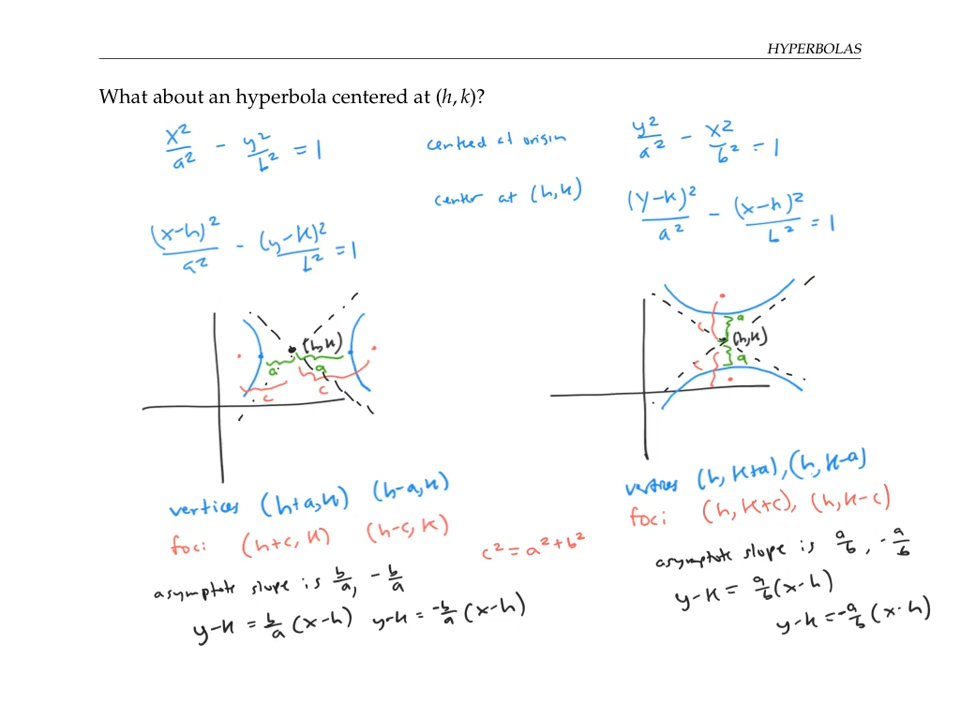 HYPERBOLAS
What about an hyperbola centered at (h, k)?
x²/a² - y²/b² = 1
centered at origin
y²/a² - x²/b² = 1
center at (h, k)
(x-h)²/a² - (y-k)²/b² = 1
(y-k)²/a² - (x-h)²/b² = 1
(h,k)
a
a
c
c
(h,k)
a
a
c
c
vertices (h+a, k) (h-a, k)
foci: (h+c, k) (h-c, k)
asymptote slope is b/a, -b/a
y-k = b/a (x-h) y-k = -b/a (x-h)
c² = a² + b²
vertices (h, k+a), (h, k-a)
foci: (h, k+c), (h, k-c)
asymptote slope is a/b, -a/b
y-k = a/b (x-h)
y-k = -a/b (x-h)